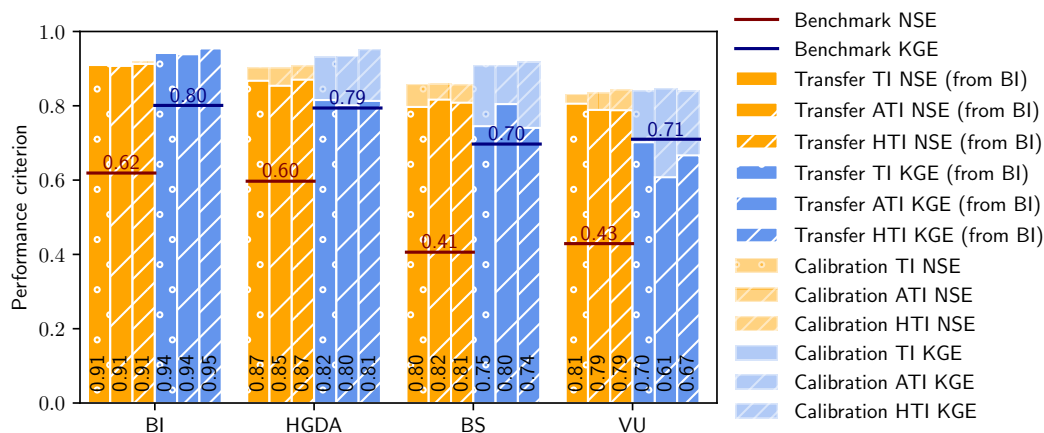 Performance criterion
1.0
0.8
0.6
0.4
0.2
0.0
0.62
0.80
0.60
0.79
0.41
0.70
0.43
0.71
0.91
0.91
0.91
0.94
0.94
0.95
0.87
0.85
0.87
0.82
0.80
0.81
0.80
0.82
0.81
0.75
0.80
0.74
0.81
0.79
0.79
0.70
0.61
0.67
BI
HGDA
BS
VU
Benchmark NSE
Benchmark KGE
Transfer TI NSE (from BI)
Transfer ATI NSE (from BI)
Transfer HTI NSE (from BI)
Transfer TI KGE (from BI)
Transfer ATI KGE (from BI)
Transfer HTI KGE (from BI)
Calibration TI NSE
Calibration ATI NSE
Calibration HTI NSE
Calibration TI KGE
Calibration ATI KGE
Calibration HTI KGE